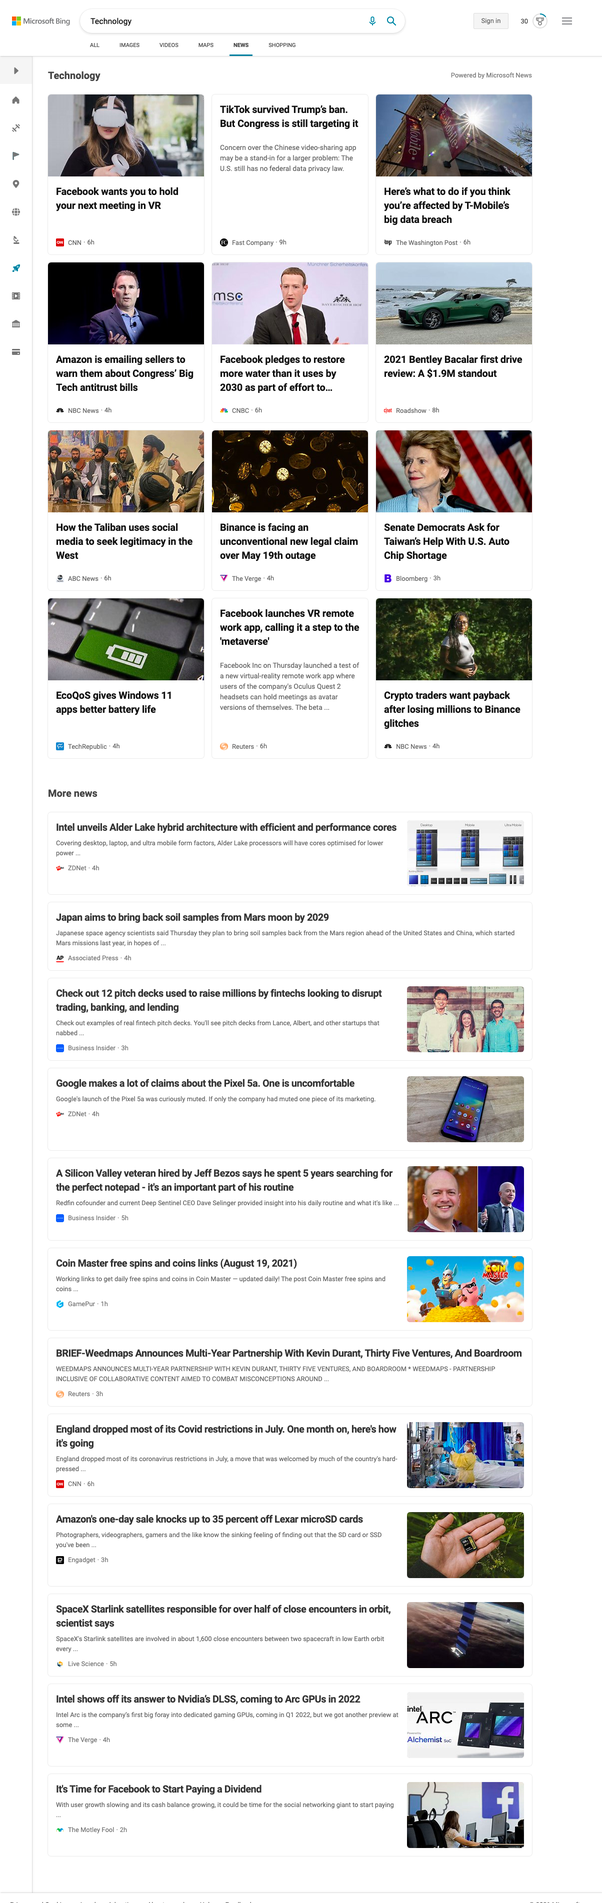 Microsoft Bing
Technology
Sign in
30
ALL
IMAGES
VIDEOS
MAPS
NEWS
SHOPPING
Technology
Powered by Microsoft News
Facebook wants you to hold
your next meeting in VR
CNN · 6h
TikTok survived Trump's ban.
But Congress is still targeting it
Concern over the Chinese video-sharing app
may be a stand-in for a larger problem: The
U.S. still has no federal data privacy law.
Fast Company · 9h
Here's what to do if you think
you're affected by T-Mobile's
big data breach
The Washington Post · 6h
Amazon is emailing sellers to
warn them about Congress' Big
Tech antitrust bills
NBC News · 4h
msc
Facebook pledges to restore
more water than it uses by
2030 as part of effort to...
CNBC · 6h
2021 Bentley Bacalar first drive
review: A $1.9M standout
Roadshow · 8h
How the Taliban uses social
media to seek legitimacy in the
West
ABC News · 6h
Binance is facing an
unconventional new legal claim
over May 19th outage
The Verge · 4h
Senate Democrats Ask for
Taiwan's Help With U.S. Auto
Chip Shortage
Bloomberg · 3h
EcoQoS gives Windows 11
apps better battery life
TechRepublic · 4h
Facebook launches VR remote
work app, calling it a step to the
'metaverse'
Facebook Inc on Thursday launched a test of
a new virtual-reality remote work app where
users of the company's Oculus Quest 2
headsets can hold meetings as avatar
versions of themselves. The beta ...
Reuters · 6h
Crypto traders want payback
after losing millions to Binance
glitches
NBC News · 4h
More news
Intel unveils Alder Lake hybrid architecture with efficient and performance cores
Covering desktop, laptop, and ultra mobile form factors, Alder Lake processors will have cores optimised for lower
power ...
ZDNet · 4h
Desktop
Mobile
Ultra Mobile
Japan aims to bring back soil samples from Mars moon by 2029
Japanese space agency scientists said Thursday they plan to bring soil samples back from the Mars region ahead of the United States and China, which started
Mars missions last year, in hopes of ...
AP
Associated Press · 4h
Check out 12 pitch decks used to raise millions by fintechs looking to disrupt
trading, banking, and lending
Check out examples of real fintech pitch decks. You'll see pitch decks from Lance, Albert, and other startups that
nabbed ...
Business Insider · 3h
Google makes a lot of claims about the Pixel 5a. One is uncomfortable
Google's launch of the Pixel 5a was curiously muted. If only the company had muted one piece of its marketing.
ZDNet · 4h
A Silicon Valley veteran hired by Jeff Bezos says he spent 5 years searching for
the perfect notepad - it's an important part of his routine
Redfin cofounder and current Deep Sentinel CEO Dave Selinger provided insight into his daily routine and what it's like ...
Business Insider · 5h
Coin Master free spins and coins links (August 19, 2021)
Working links to get daily free spins and coins in Coin Master — updated daily! The post Coin Master free spins and
coins ...
GamePur · 1h
COIN
MASTER
BRIEF-Weedmaps Announces Multi-Year Partnership With Kevin Durant, Thirty Five Ventures, And Boardroom
WEEDMAPS ANNOUNCES MULTI-YEAR PARTNERSHIP WITH KEVIN DURANT, THIRTY FIVE VENTURES, AND BOARDROOM * WEEDMAPS - PARTNERSHIP
INCLUSIVE OF COLLABORATIVE CONTENT AIMED TO COMBAT MISCONCEPTIONS AROUND ...
Reuters · 3h
England dropped most of its Covid restrictions in July. One month on, here's how
it's going
England dropped most of its coronavirus restrictions in July, a move that was welcomed by much of the country's hard-
pressed ...
CNN · 6h
Amazon's one-day sale knocks up to 35 percent off Lexar microSD cards
Photographers, videographers, gamers and the like know the sinking feeling of finding out that the SD card or SSD
you've been ...
Engadget · 3h
SpaceX Starlink satellites responsible for over half of close encounters in orbit,
scientist says
SpaceX's Starlink satellites are involved in about 1,600 close encounters between two spacecraft in low Earth orbit
every ...
Live Science · 5h
Intel shows off its answer to Nvidia's DLSS, coming to Arc GPUs in 2022
Intel Arc is the company's first big foray into dedicated gaming GPUs, coming in Q1 2022, but we got another preview at
some ...
The Verge · 4h
intel
ARC
Alchemist SoC
It's Time for Facebook to Start Paying a Dividend
With user growth slowing and its cash balance growing, it could be time for the social networking giant to start paying
...
The Motley Fool · 2h